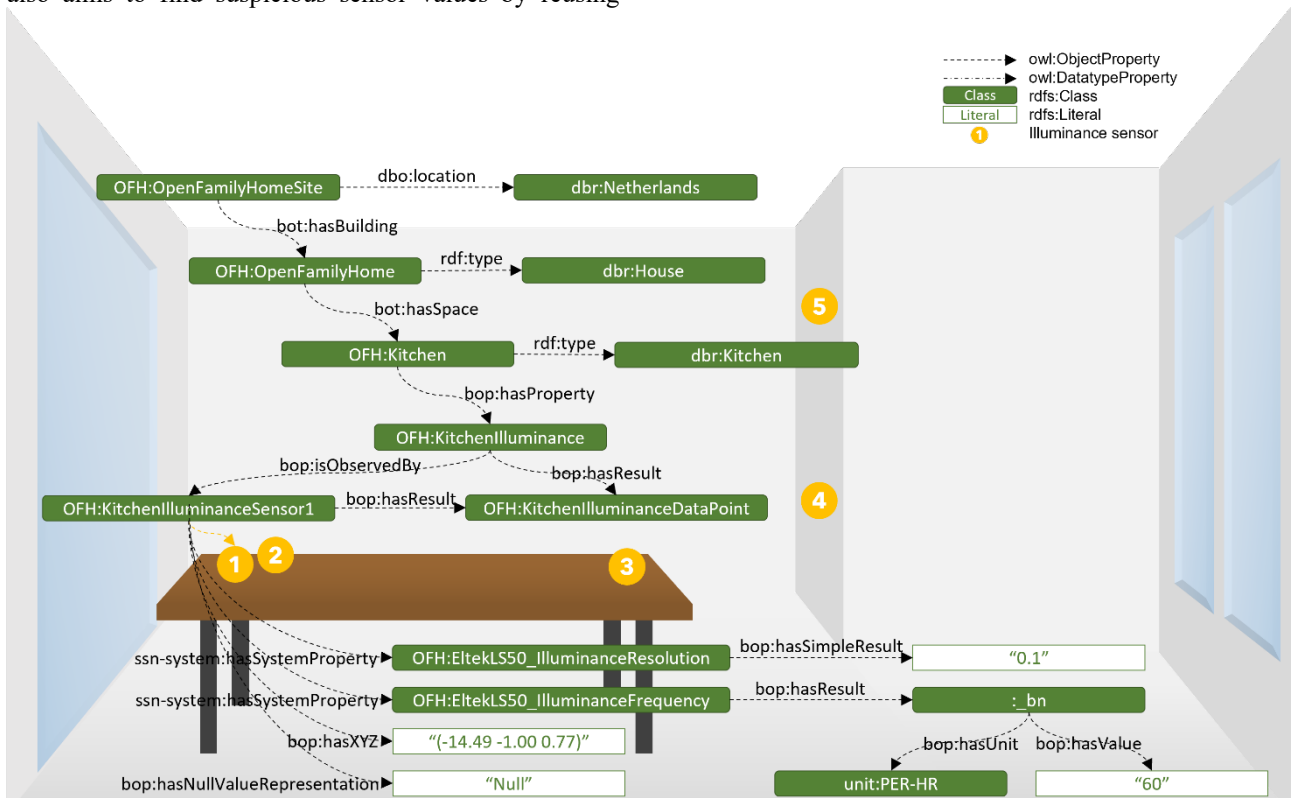 also aims to find suspicious sensor values by reusing
owl:ObjectProperty
owl:DatatypeProperty
Class rdfs:Class
Literal rdfs:Literal
1 Illuminance sensor
OFH:OpenFamilyHomeSite dbo:location dbr:Netherlands
bot:hasBuilding
OFH:OpenFamilyHome rdf:type dbr:House
bot:hasSpace
5
OFH:Kitchen rdf:type dbr:Kitchen
bop:hasProperty
OFH:KitchenIlluminance
bop:isObservedBy bop:hasResult
OFH:KitchenIlluminanceSensor1 bop:hasResult OFH:KitchenIlluminanceDataPoint 4
1 2 3
ssn-system:hasSystemProperty OFH:EltekLS50_IlluminanceResolution bop:hasSimpleResult “0.1”
ssn-system:hasSystemProperty OFH:EltekLS50_IlluminanceFrequency bop:hasResult :_bn
bop:hasXYZ “(-14.49 -1.00 0.77)” bop:hasUnit bop:hasValue
bop:hasNullValueRepresentation “Null” unit:PER-HR “60”